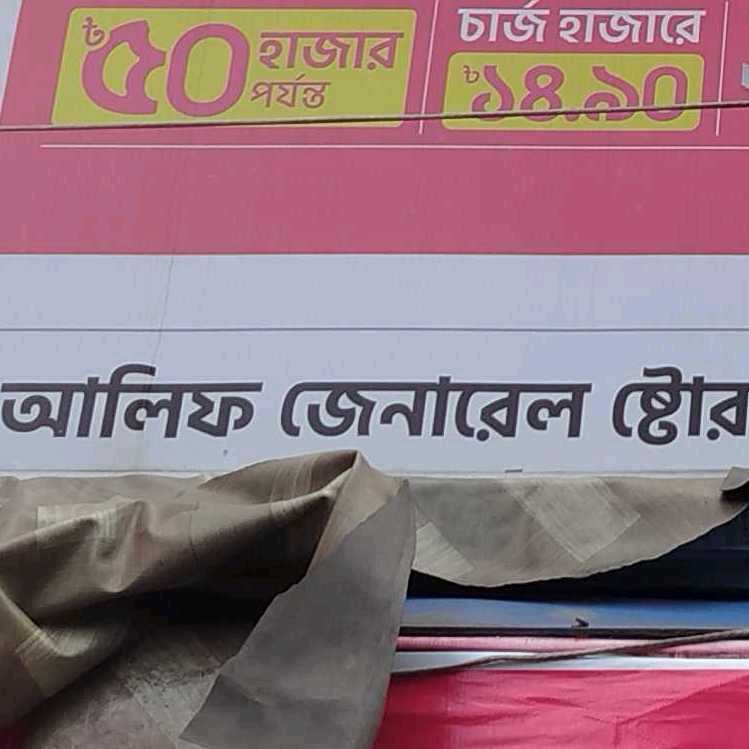 ৳৫০ হাজার
পর্যন্ত
চার্জ হাজারে
৳১৪.৯০
আলিফ জেনারেল ষ্টোর